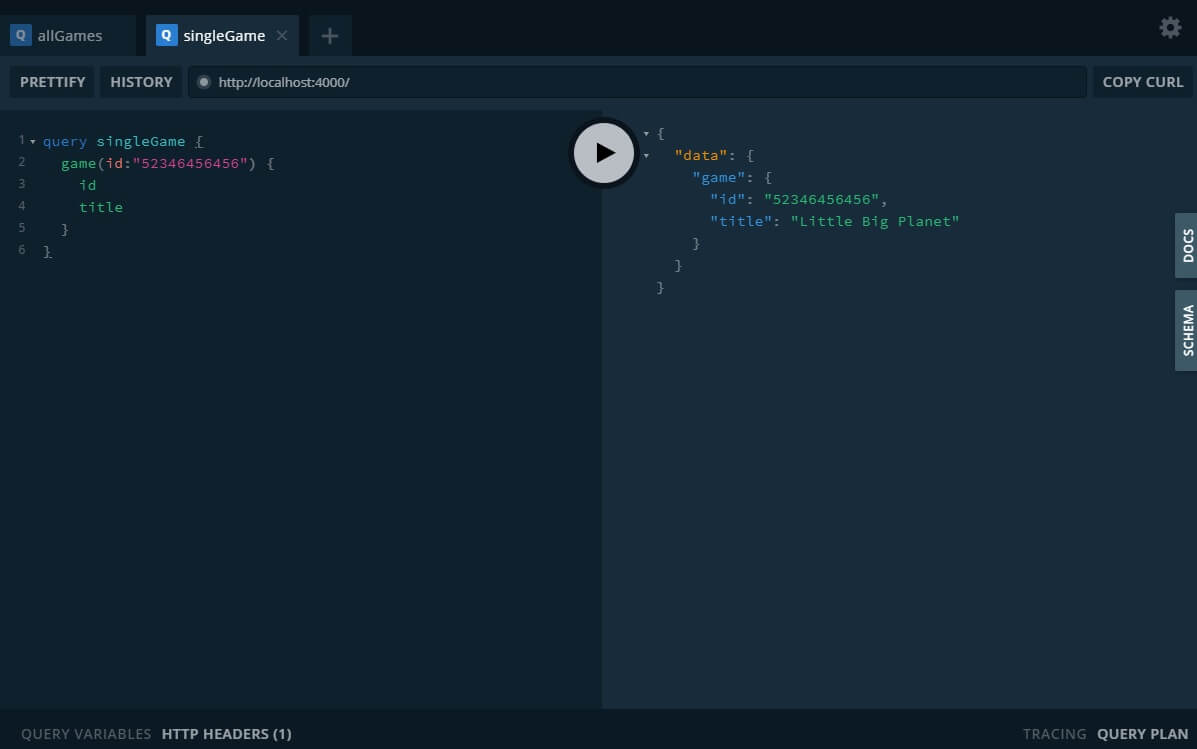 Q allGames
Q singleGame ×
+
PRETTIFY HISTORY http://localhost:4000/ COPY CURL
1 query singleGame {
2 game(id:"52346456456") {
3 id
4 title
5 }
6 }
{
"data": {
"game": {
"id": "52346456456",
"title": "Little Big Planet"
}
}
}
DOCS
SCHEMA
QUERY VARIABLES HTTP HEADERS (1)
TRACING QUERY PLAN